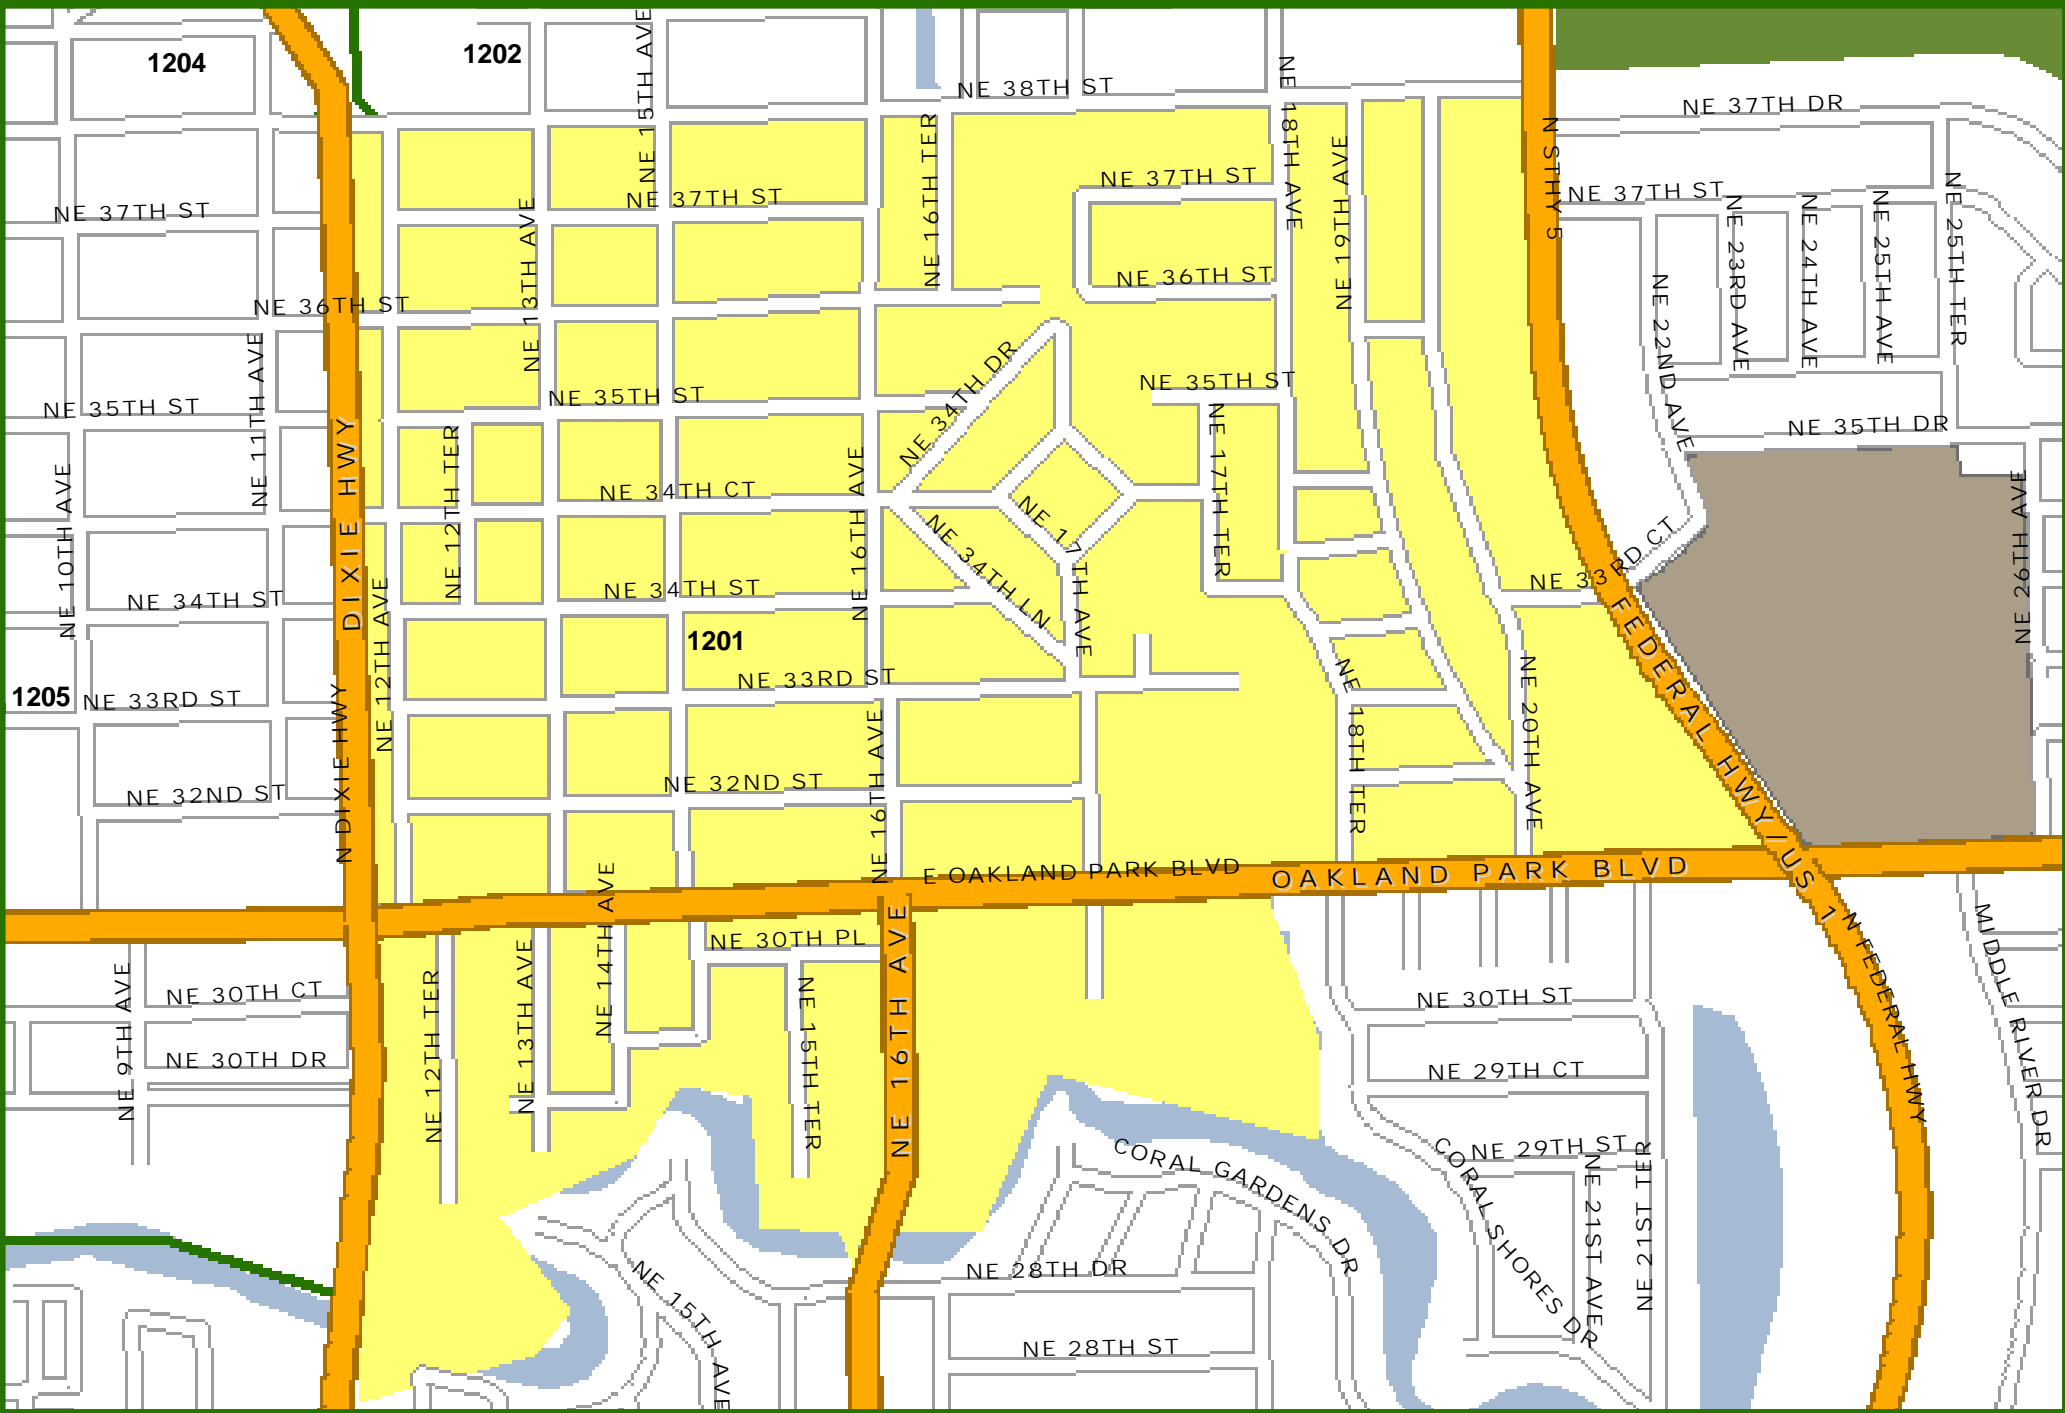 1204
1202
NE 15TH AVE
NE 38TH ST
NE 18TH AVE
NE 37TH DR
NE 16TH TER
N STHY 5
NE 19TH AVE
NE 37TH ST
NE 37TH ST
NE 37TH ST
NE 37TH ST
NE 13TH AVE
NE 23RD AVE
NE 24TH AVE
NE 25TH AVE
NE 25TH TER
NE 36TH ST
NE 36TH ST
NE 22ND AVE
NE 11TH AVE
NE 34TH DR
NE 35TH ST
NE 35TH ST
NE 35TH ST
NE 35TH DR
NE 10TH AVE
DIXIE HWY
NE 12TH TER
NE 34TH CT
NE 16TH AVE
NE 17TH TER
NE 26TH AVE
NE 17TH AVE
NE 34TH LN
NE 33RD CT
NE 34TH ST
NE 34TH ST
NE 12TH AVE
1201
FEDERAL HWY/US 1
1205
NE 33RD ST
NE 33RD ST
N DIXIE HWY
NE 16TH AVE
NE 18TH TER
NE 20TH AVE
NE 32ND ST
NE 32ND ST
E OAKLAND PARK BLVD
OAKLAND PARK BLVD
NE 14TH AVE
NE 30TH PL
NE 16TH AVE
N FEDERAL HWY
MIDDLE RIVER DR
NE 9TH AVE
NE 30TH CT
NE 12TH TER
NE 13TH AVE
NE 15TH TER
NE 30TH ST
NE 30TH DR
NE 29TH CT
CORAL GARDENS DR
CORAL SHORES DR
NE 29TH ST
NE 21ST AVE
NE 21ST TER
NE 15TH AVE
NE 28TH DR
NE 28TH ST